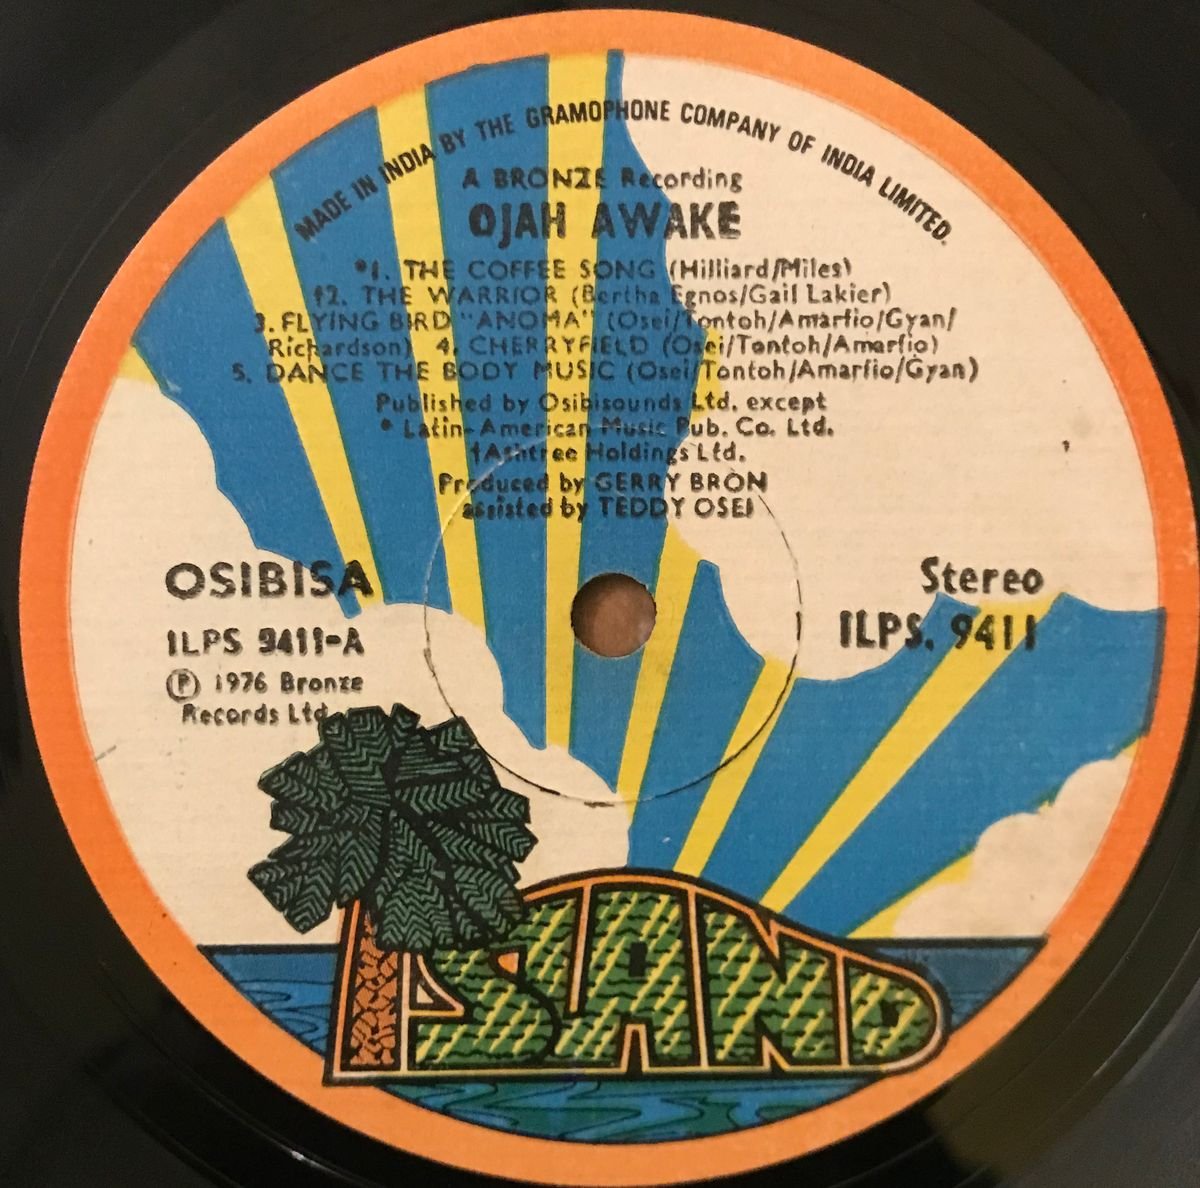 MADE IN INDIA BY THE GRAMOPHONE COMPANY OF INDIA LIMITED.
A BRONZE Recording
OJAH AWAKE
*1. THE COFFEE SONG (Hilliard/Miles)
†2. THE WARRIOR (Bertha Egnos/Gail Lakier)
3. FLYING BIRD "ANOMA" (Osei/Tontoh/Amarfio/Gyan/
Richardson) 4. CHERRYFIELD (Osei/Tontoh/Amarfio)
5. DANCE THE BODY MUSIC (Osei/Tontoh/Amarfio/Gyan)
Published by Osibisounds Ltd. except
* Latin-American Music Pub. Co. Ltd.
†Ashtree Holdings Ltd.
Produced by GERRY BRON
assisted by TEDDY OSEI
OSIBISA
ILPS 9411-A
Ⓟ 1976 Bronze
Records Ltd
Stereo
ILPS. 9411
ISLAND